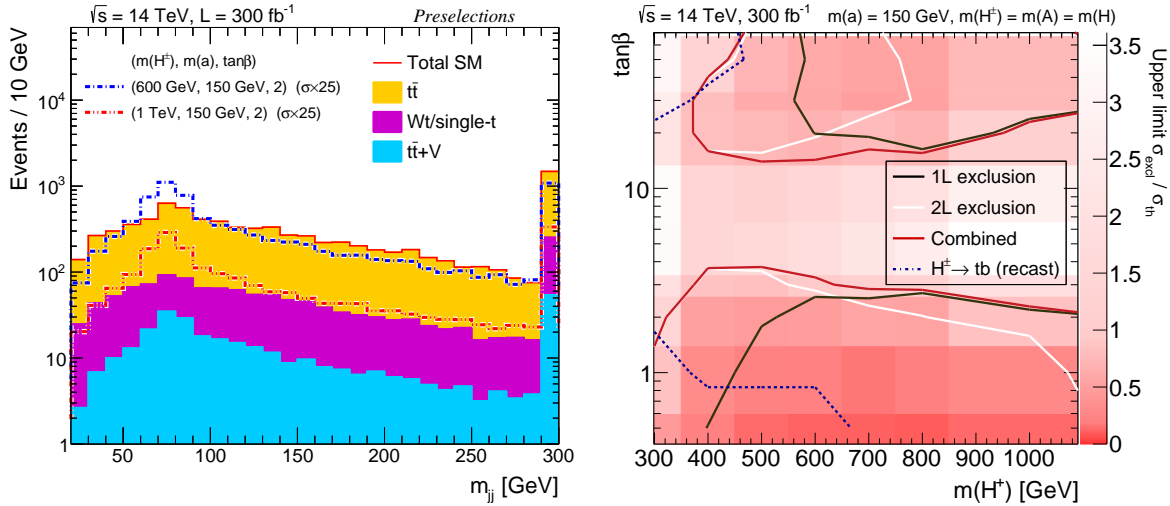 √s = 14 TeV, L = 300 fb⁻¹
Preselections
Events / 10 GeV
10⁴
10³
10²
10
1
(m(H±), m(a), tanβ)
(600 GeV, 150 GeV, 2) (σ×25)
(1 TeV, 150 GeV, 2) (σ×25)
Total SM
tt̄
Wt/single-t
tt̄+V
50 100 150 200 250 300
m_jj [GeV]
√s = 14 TeV, 300 fb⁻¹
m(a) = 150 GeV, m(H±) = m(A) = m(H)
tanβ
10
1
1L exclusion
2L exclusion
Combined
H± → tb (recast)
300 400 500 600 700 800 900 1000
m(H⁺) [GeV]
3.5
3
2.5
2
1.5
1
0.5
0
Upper limit σ_excl / σ_th